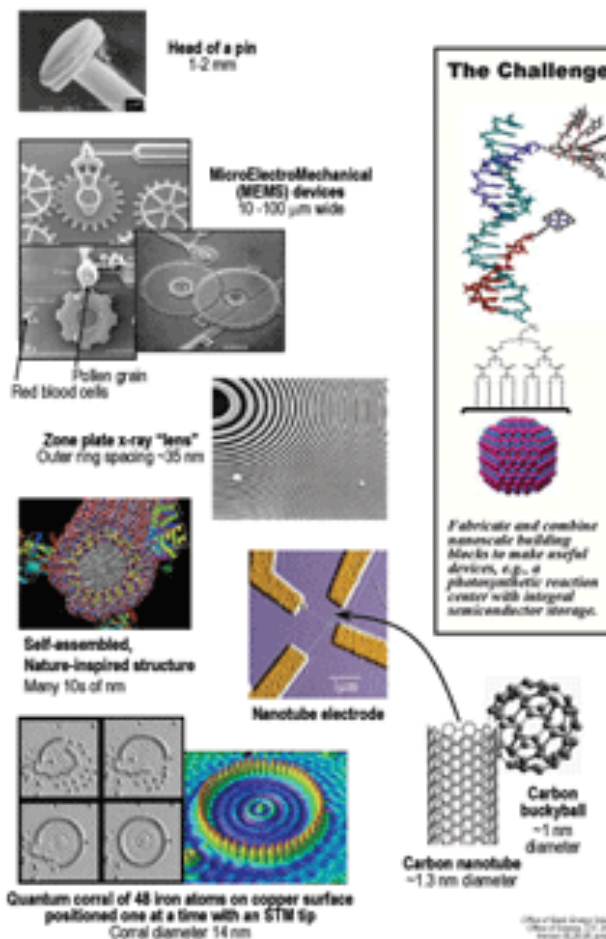 Head of a pin
1-2 mm
The Challenge
MicroElectroMechanical
(MEMS) devices
10 -100 μm wide
Pollen grain
Red blood cells
Zone plate x-ray "lens"
Outer ring spacing ~35 nm
Fabricate and combine
nanoscale building
blocks to make useful
devices, e.g., a
photosynthetic reaction
center with integral
semiconductor storage.
Self-assembled,
Nature-inspired structure
Many 10s of nm
Nanotube electrode
Carbon
buckyball
~1 nm
diameter
Carbon nanotube
~1.3 nm diameter
Quantum corral of 48 iron atoms on copper surface
positioned one at a time with an STM tip
Corral diameter 14 nm